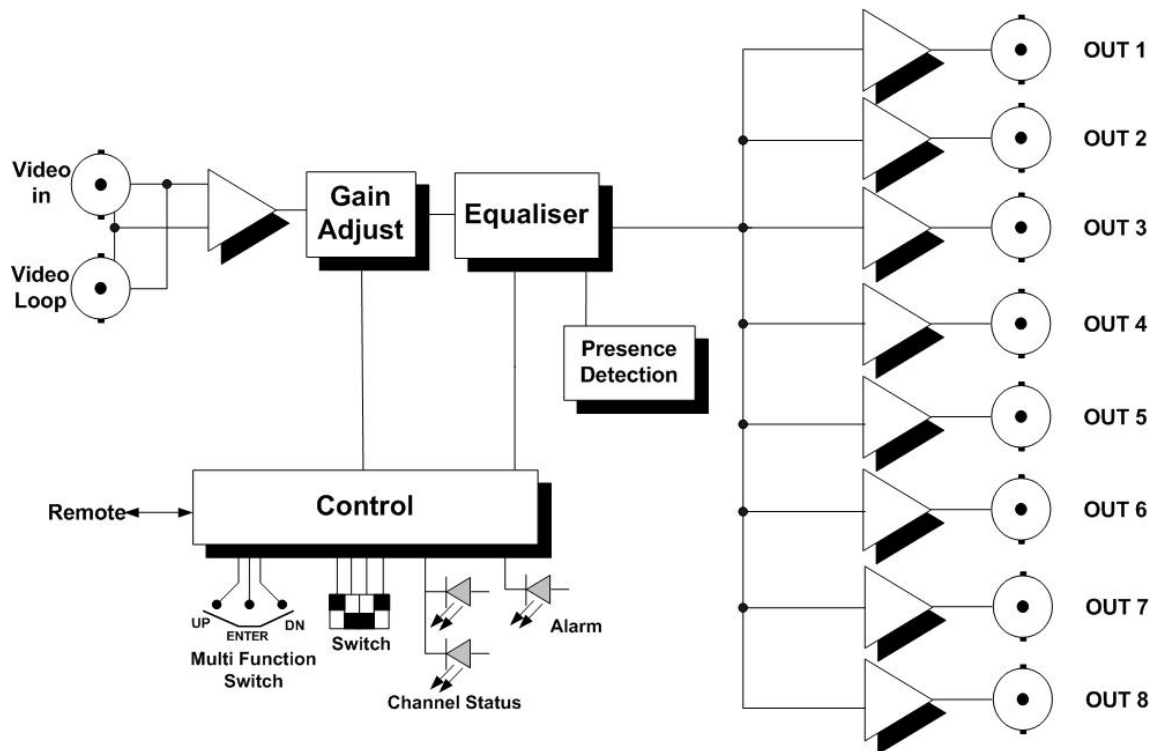 Video
in
Video
Loop
Gain
Adjust
Equaliser
Presence
Detection
Control
Remote
UP
ENTER
DN
Multi Function
Switch
Switch
Channel Status
Alarm
OUT 1
OUT 2
OUT 3
OUT 4
OUT 5
OUT 6
OUT 7
OUT 8